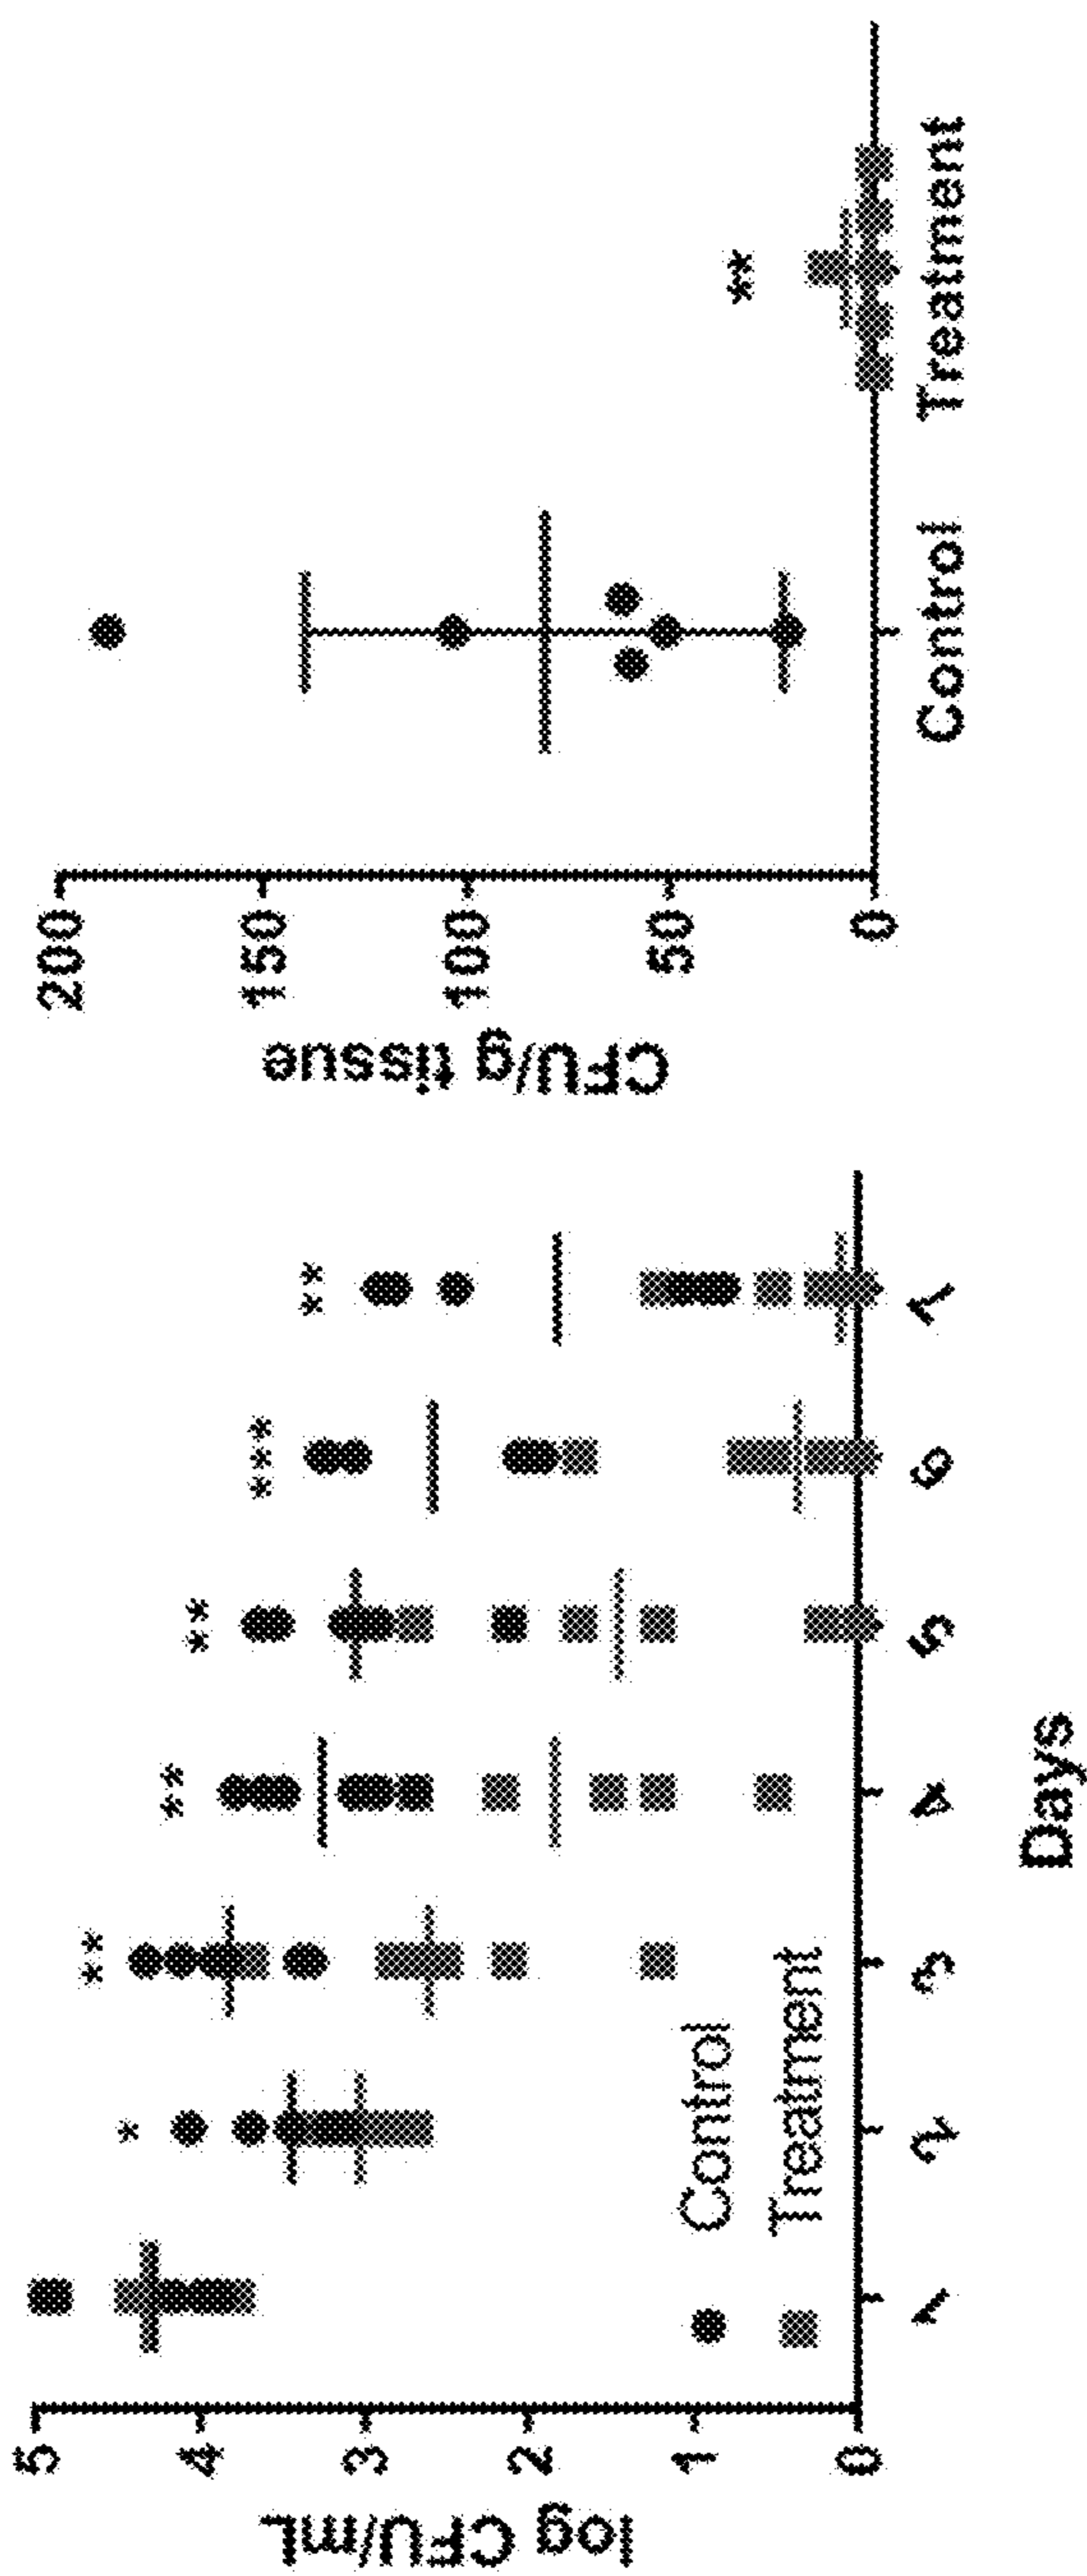 log CFU/mL
5
4
3
2
1
0
*
**
**
**
***
**
Control
Treatment
1 2 3 4 5 6 7
Days
CFU/g tissue
200
150
100
50
0
**
Control Treatment